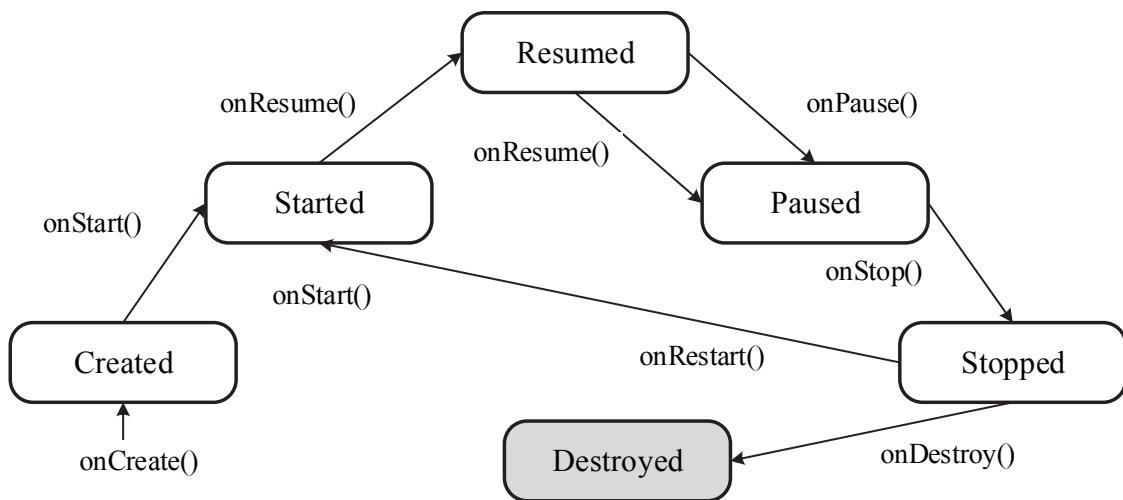 Resumed
onResume()
onPause()
onResume()
Started
Paused
onStart()
onStop()
onStart()
Created
onRestart()
Stopped
onCreate()
Destroyed
onDestroy()